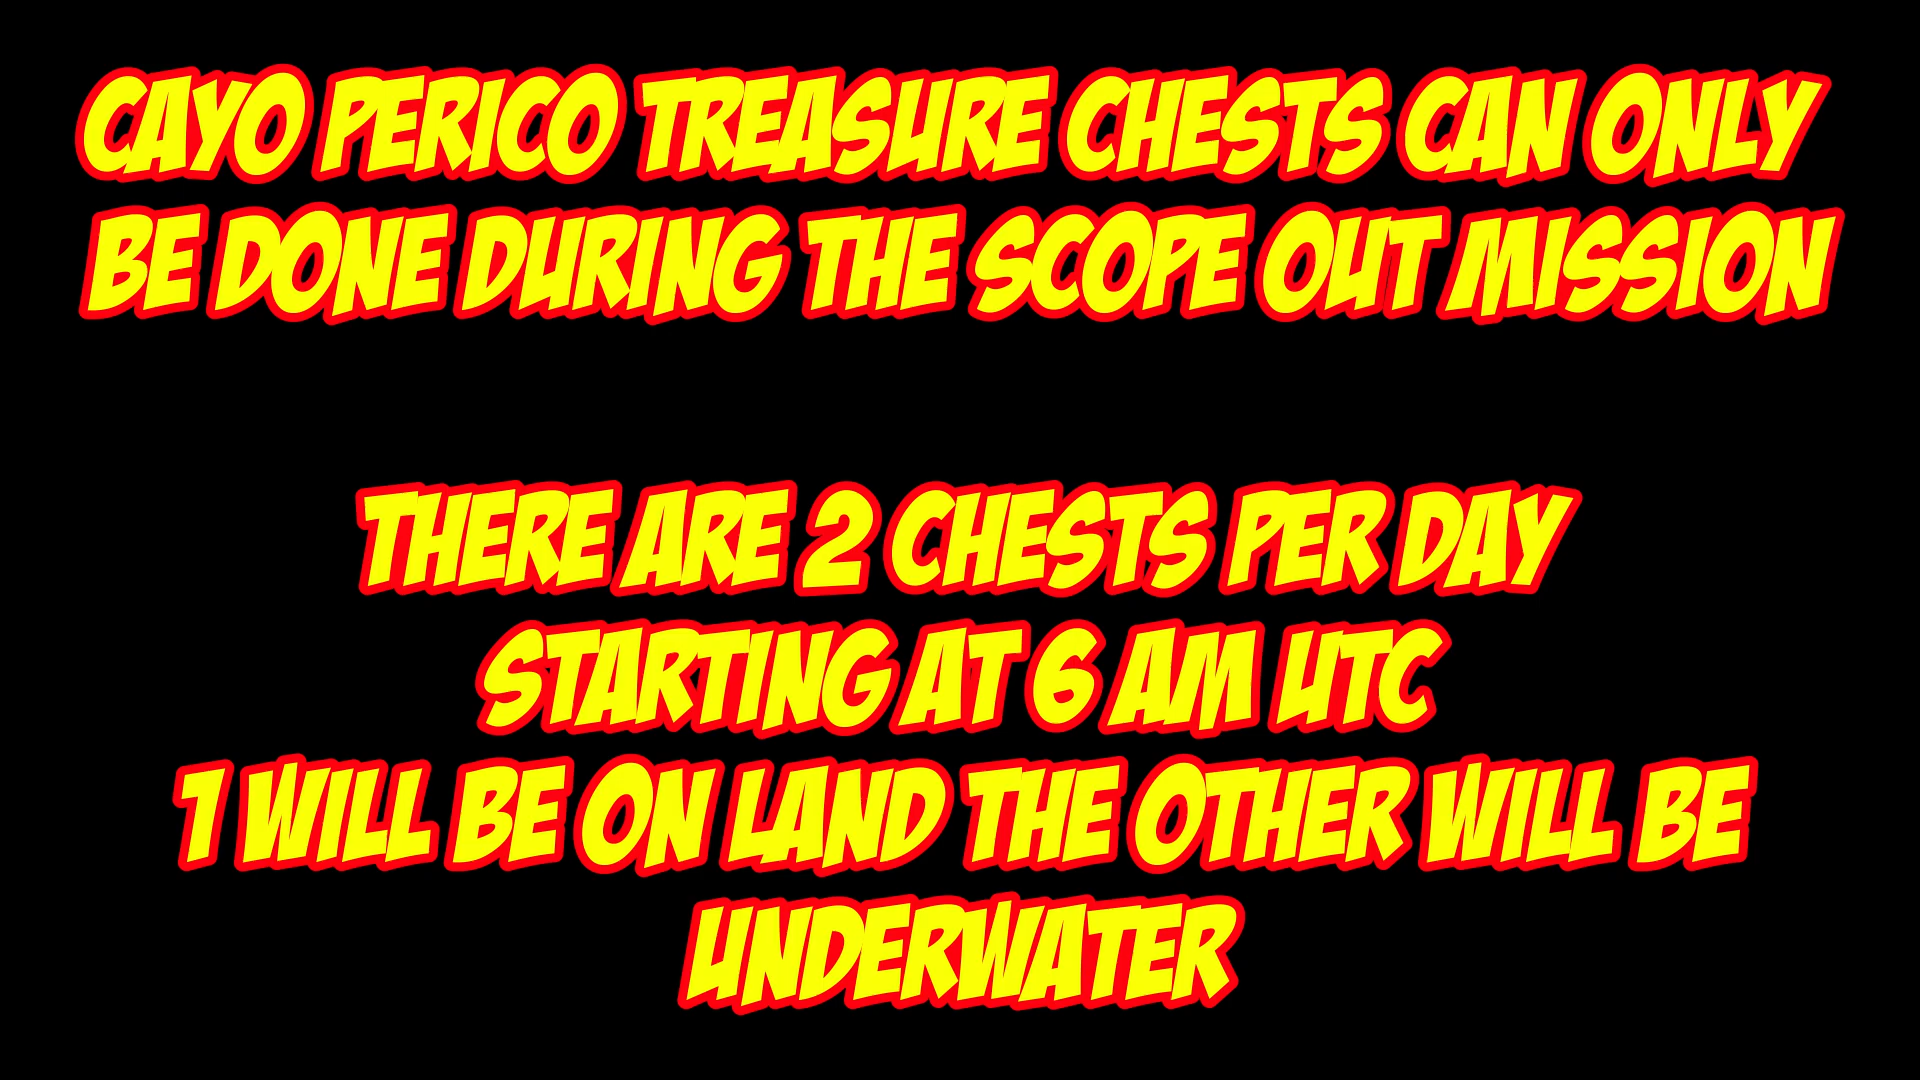 CAYO PERICO TREASURE CHESTS CAN ONLY
BE DONE DURING THE SCOPE OUT MISSION
THERE ARE 2 CHESTS PER DAY
STARTING AT 6 AM UTC
1 WILL BE ON LAND THE OTHER WILL BE
UNDERWATER